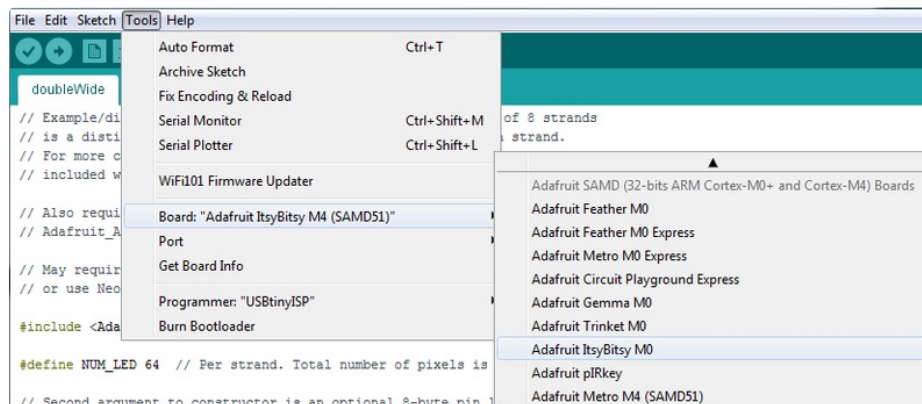 File Edit Sketch Tools Help
Auto Format Ctrl+T
Archive Sketch
Fix Encoding & Reload
Serial Monitor Ctrl+Shift+M
Serial Plotter Ctrl+Shift+L
WiFi101 Firmware Updater
Board: "Adafruit ItsyBitsy M4 (SAMD51)"
Port
Get Board Info
Programmer: "USBtinyISP"
Burn Bootloader
Adafruit SAMD (32-bits ARM Cortex-M0+ and Cortex-M4) Boards
Adafruit Feather M0
Adafruit Feather M0 Express
Adafruit Metro M0 Express
Adafruit Circuit Playground Express
Adafruit Gemma M0
Adafruit Trinket M0
Adafruit ItsyBitsy M0
Adafruit pIRkey
Adafruit Metro M4 (SAMD51)
doubleWide
// Example/di of 8 strands
// is a disti strand.
// For more c
// included w
// Also requi
// Adafruit_A
// May requir
// or use Neo
#include <Ada
#define NUM_LED 64 // Per strand. Total number of pixels is
// Second argument to constructor is an optional 8-byte pin